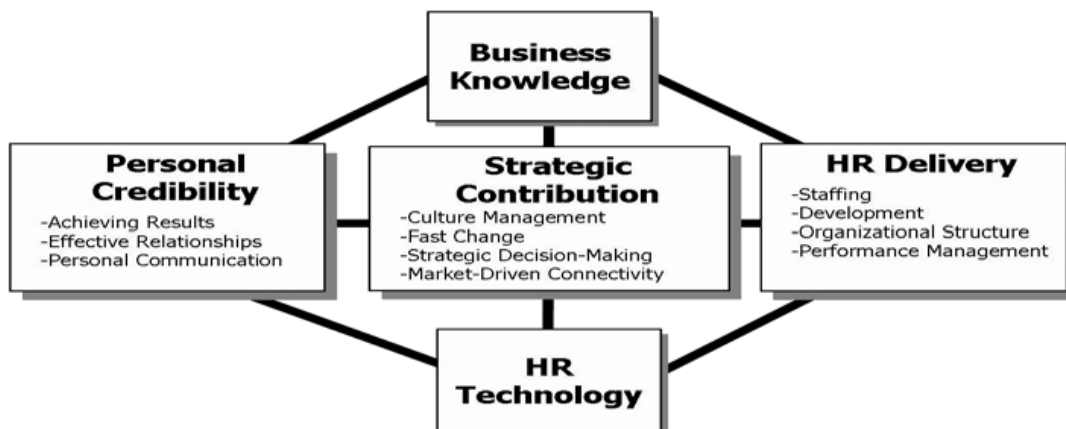 Business
Knowledge
Personal
Credibility
-Achieving Results
-Effective Relationships
-Personal Communication
Strategic
Contribution
-Culture Management
-Fast Change
-Strategic Decision-Making
-Market-Driven Connectivity
HR Delivery
-Staffing
-Development
-Organizational Structure
-Performance Management
HR
Technology